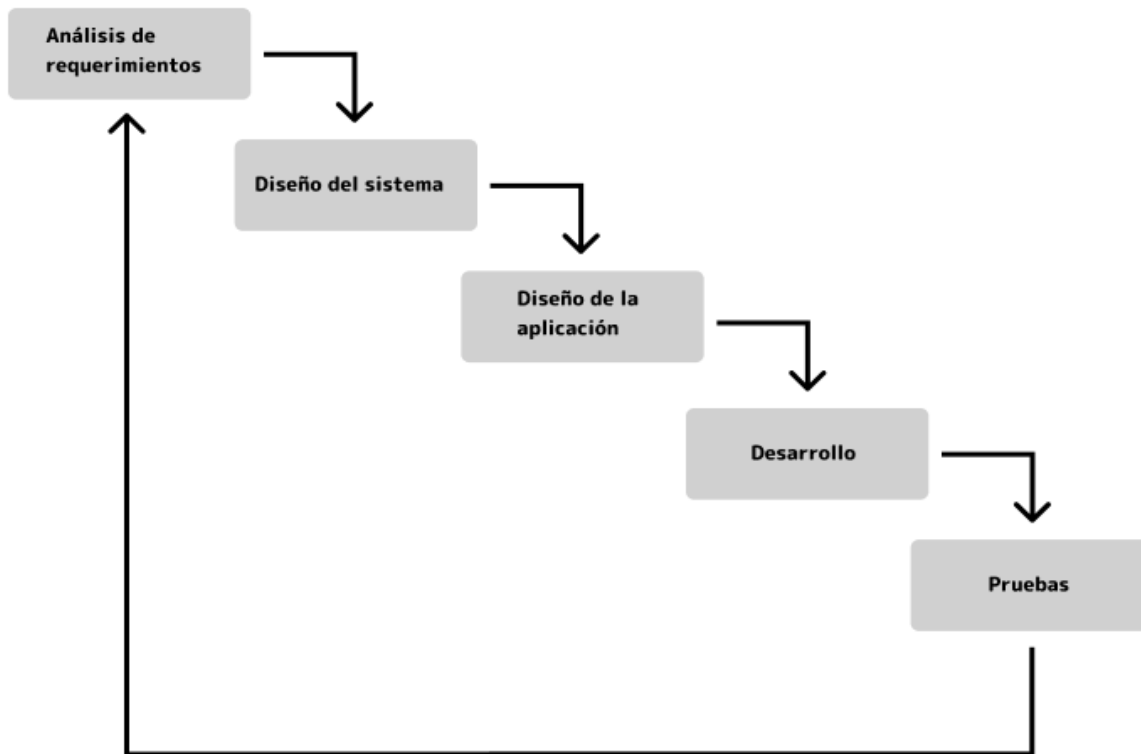 Análisis de
requerimientos
Diseño del sistema
Diseño de la
aplicación
Desarrollo
Pruebas